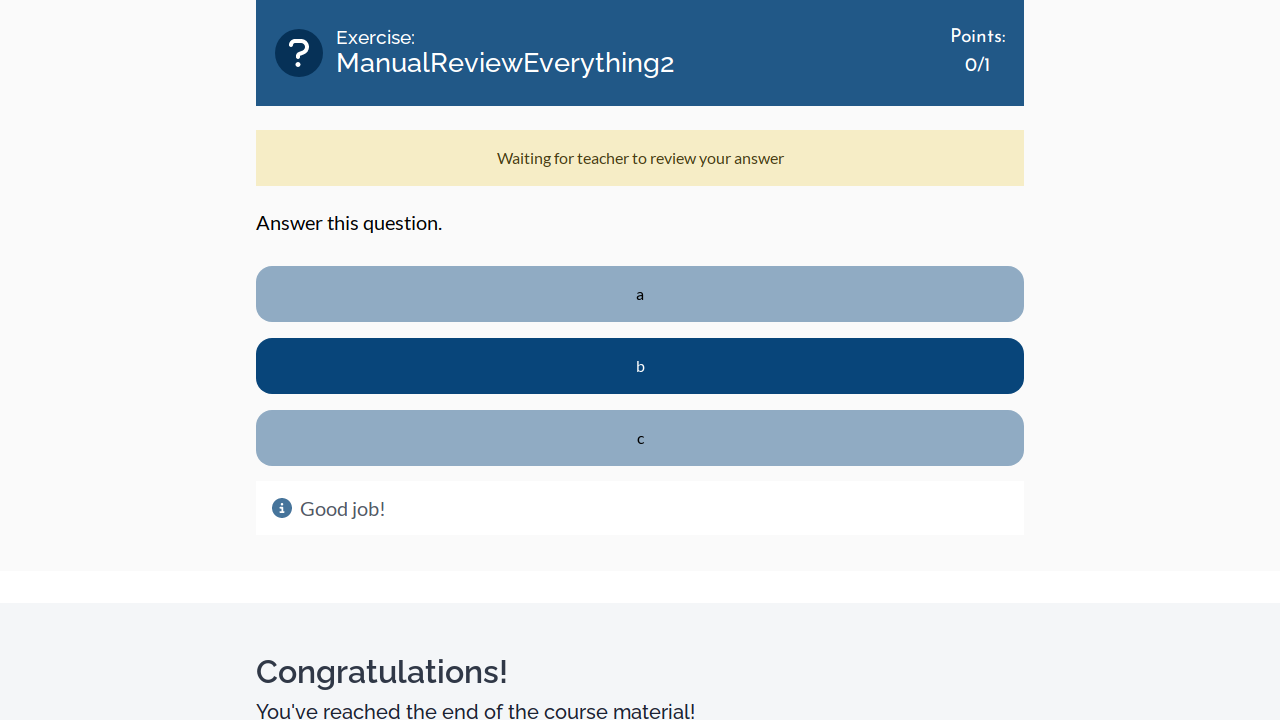 Exercise:
ManualReviewEverything2
Points:
0/1
Waiting for teacher to review your answer
Answer this question.
a
b
c
Good job!
Congratulations!
You've reached the end of the course material!